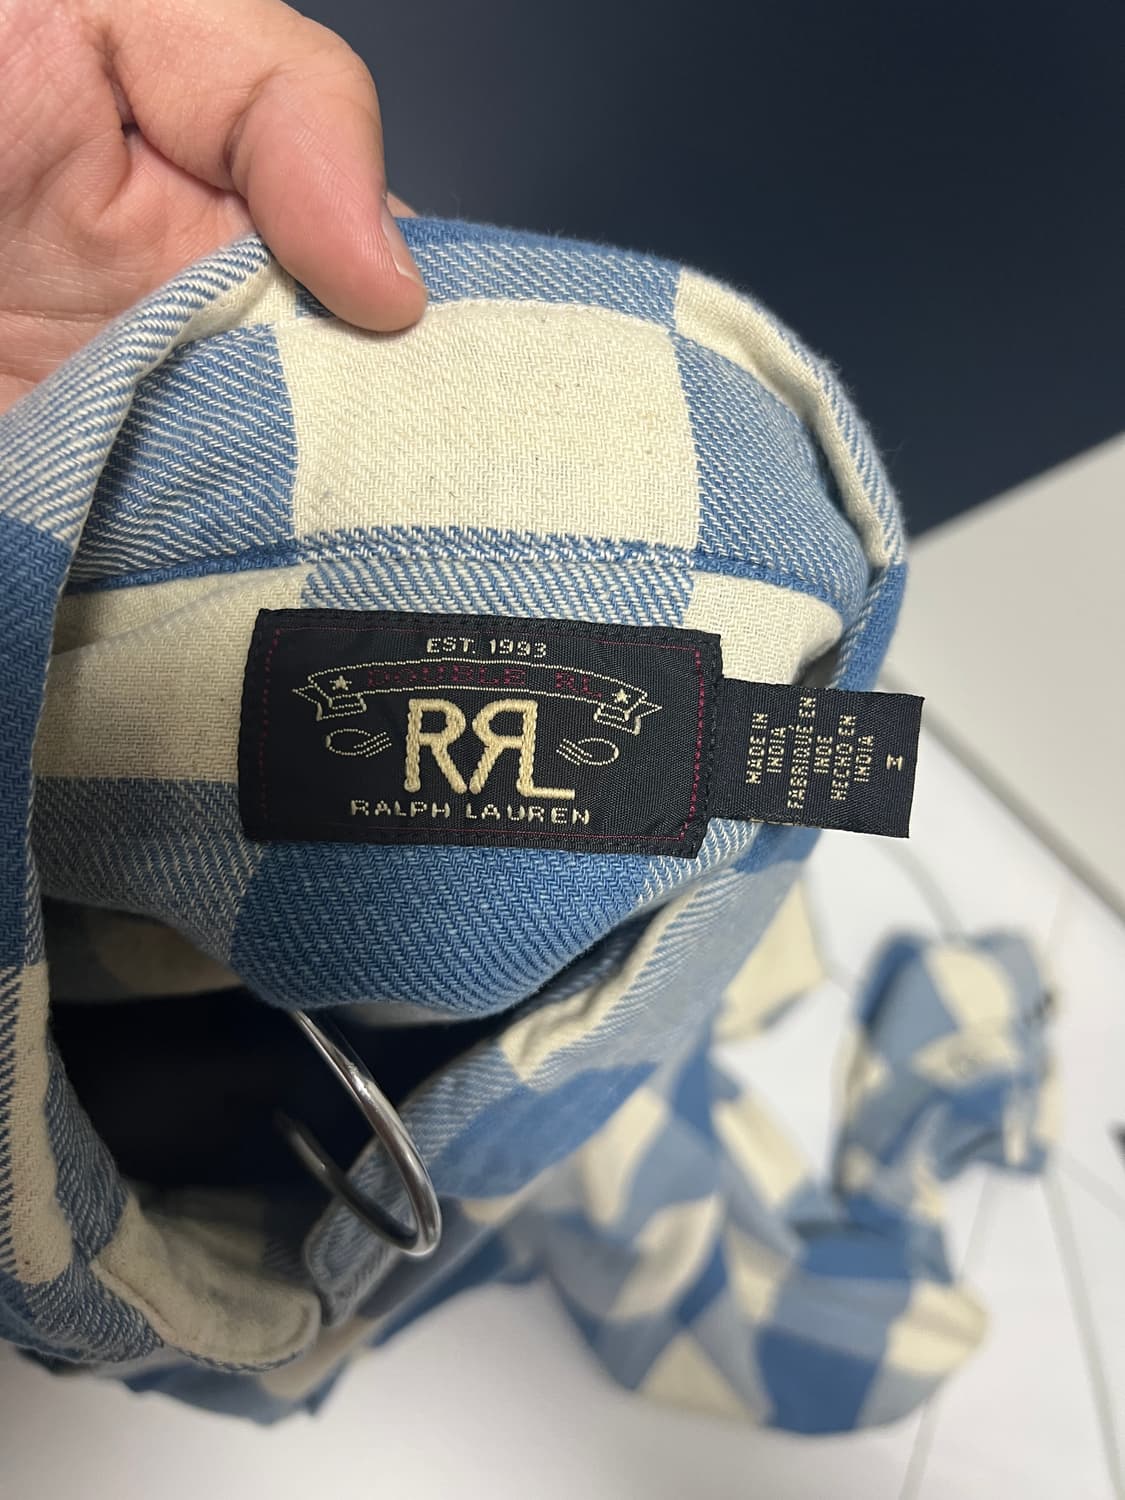 EST. 1993
DOUBLE RL
RRL
RALPH LAUREN
MADE IN
INDIA
FABRIQUÉ EN
INDE
HECHO EN
INDIA
M